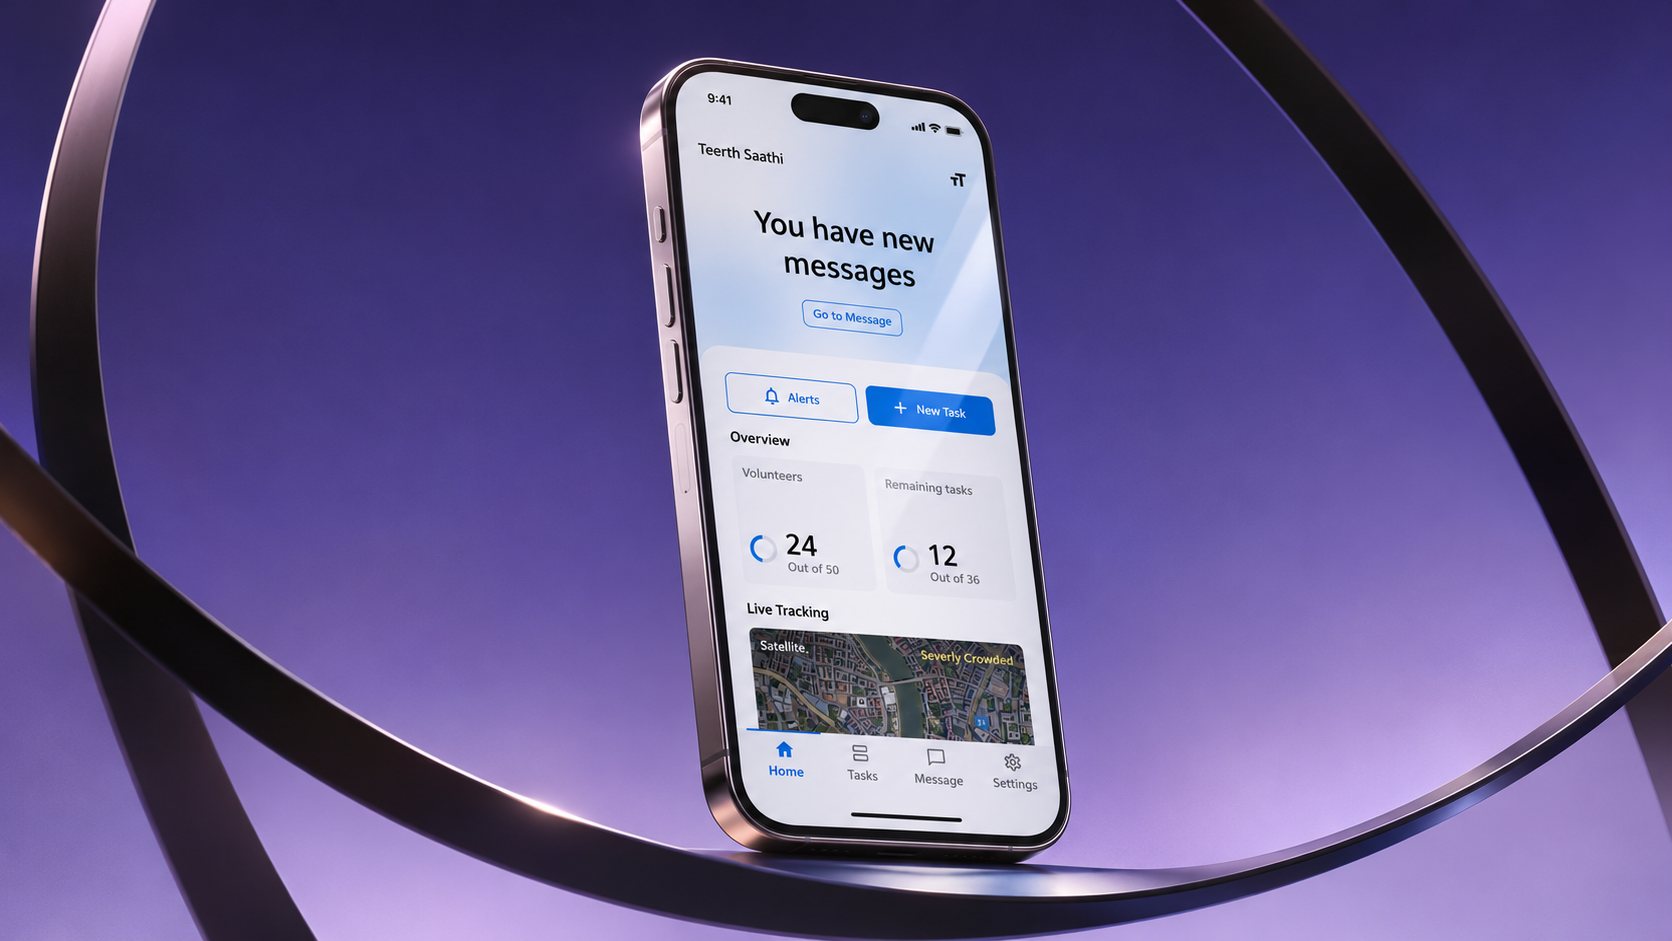 9:41
Teerth Saathi
TT
You have new
messages
Go to Message
Alerts
+ New Task
Overview
Volunteers
24
Out of 50
Remaining tasks
12
Out of 36
Live Tracking
Satellite.
Severly Crowded
Home
Tasks
Message
Settings